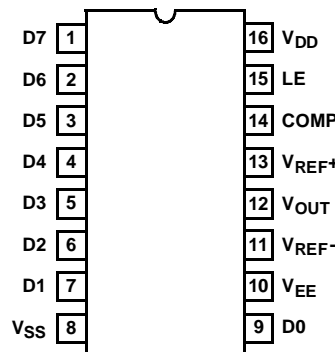 D7 1 16 VDD
D6 2 15 LE
D5 3 14 COMP
D4 4 13 VREF+
D3 5 12 VOUT
D2 6 11 VREF-
D1 7 10 VEE
VSS 8 9 D0